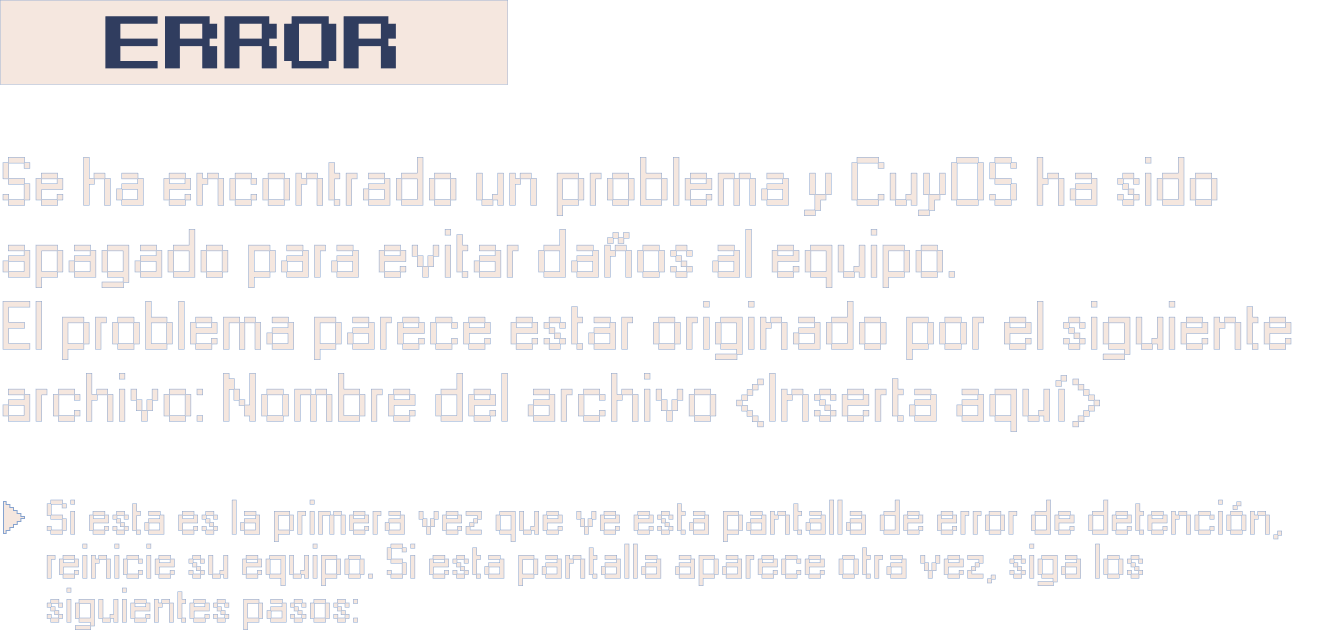 ERROR
Se ha encontrado un problema y CuyOS ha sido
apagado para evitar daños al equipo.
El problema parece estar originado por el siguiente
archivo: Nombre del archivo <Inserta aquí>
Si esta es la primera vez que ve esta pantalla de error de detención,
reinicie su equipo. Si esta pantalla aparece otra vez, siga los
siguientes pasos: